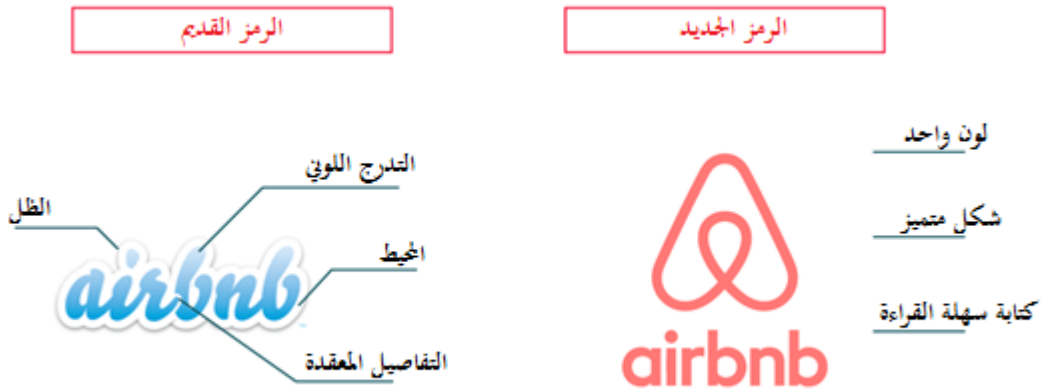 الرمز الجديد
الرمز القديم
لون واحد
شكل متميز
كتابة سهلة القراءة
airbnb
التدرج اللوني
الظل
المحيط
airbnb
التفاصيل المعقدة